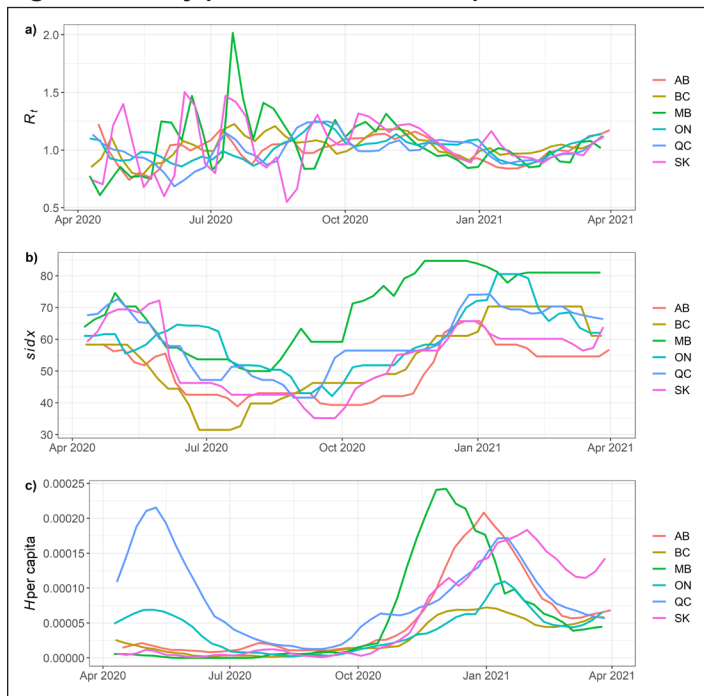 a)
2.0
1.5
1.0
0.5
Rt
Apr 2020 Jul 2020 Oct 2020 Jan 2021 Apr 2021
AB
BC
MB
ON
QC
SK
b)
80
70
60
50
40
30
sidx
Apr 2020 Jul 2020 Oct 2020 Jan 2021 Apr 2021
AB
BC
MB
ON
QC
SK
c)
0.00025
0.00020
0.00015
0.00010
0.00005
0.00000
Hper capita
Apr 2020 Jul 2020 Oct 2020 Jan 2021 Apr 2021
AB
BC
MB
ON
QC
SK